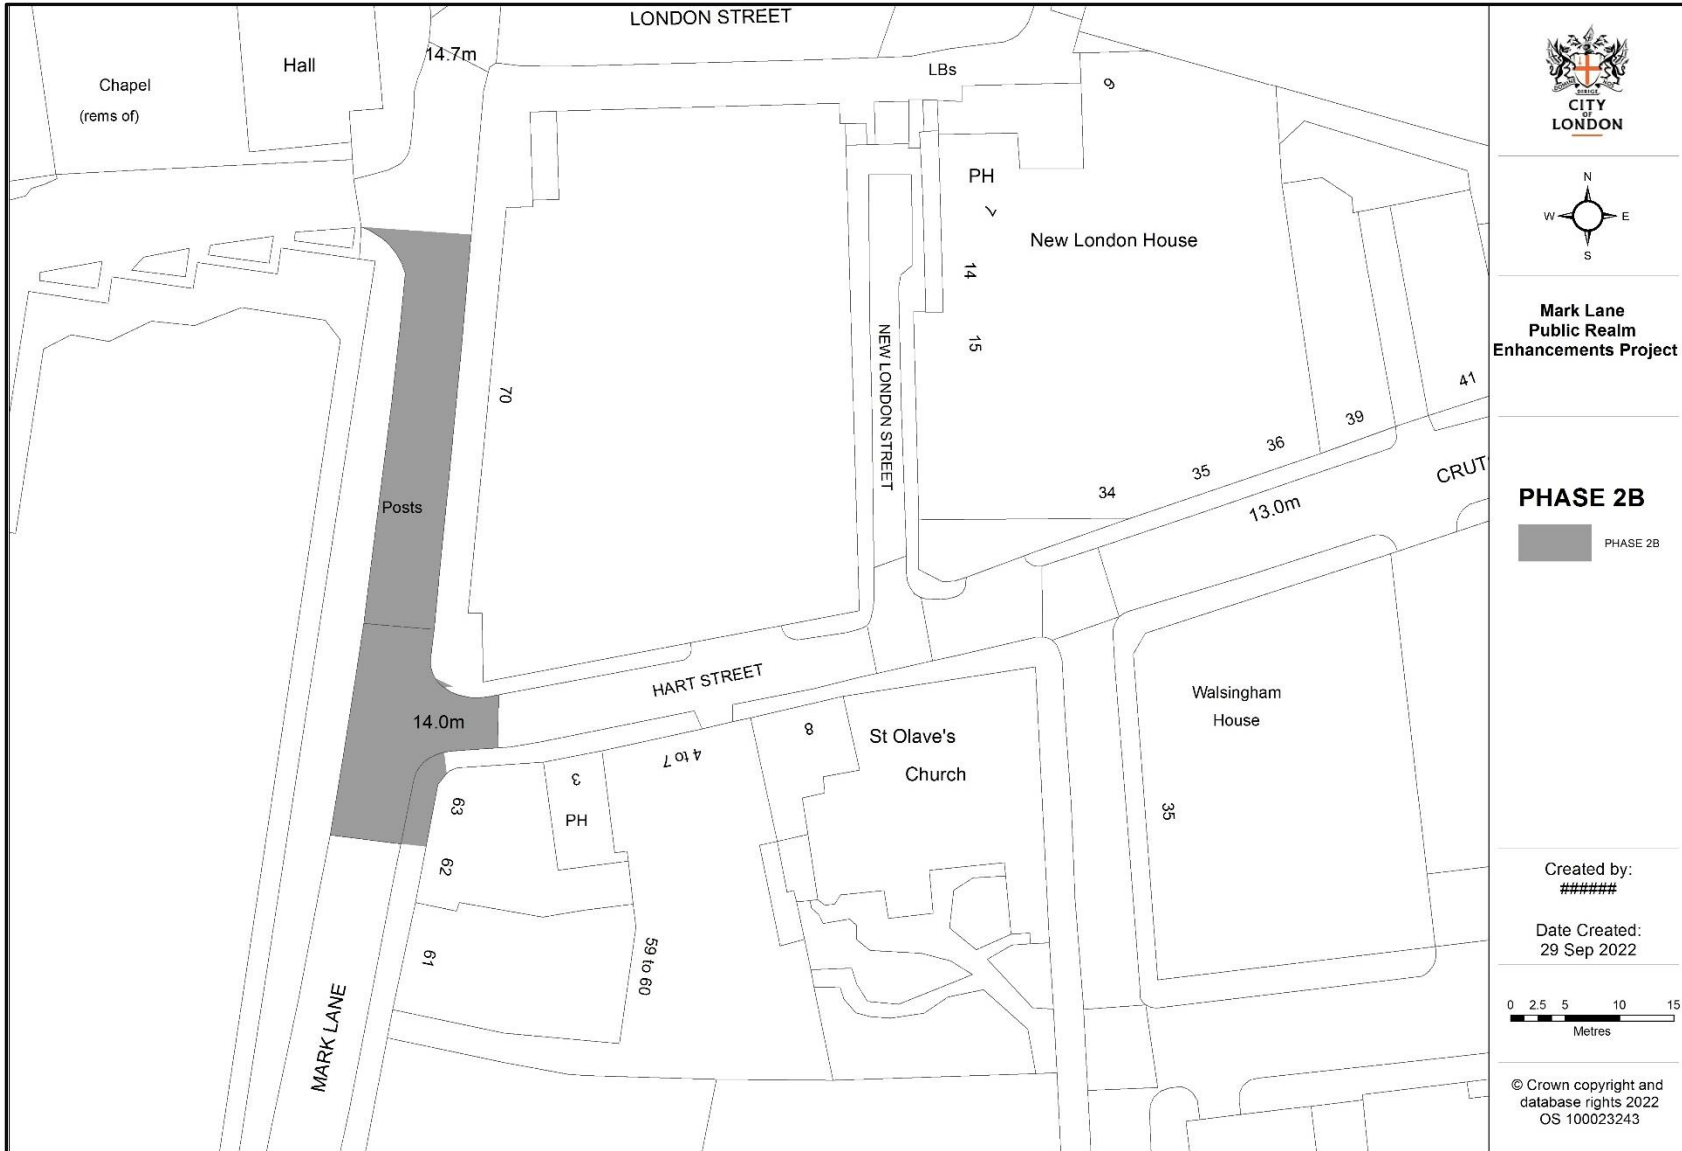 LONDON STREET
14.7m
Hall
Chapel
(rems of)
LBs
9
PH
7
New London House
14
15
NEW LONDON STREET
70
Posts
41
39
36
35
34
CRUT
13.0m
HART STREET
14.0m
Walsingham
House
St Olave's
Church
8
4 to 7
3
PH
63
62
61
59 to 60
35
MARK LANE
DOMINE DIRIGE NOS
CITY
OF
LONDON
N
W
E
S
Mark Lane
Public Realm
Enhancements Project
PHASE 2B
PHASE 2B
Created by:
######
Date Created:
29 Sep 2022
0 2.5 5 10 15
Metres
© Crown copyright and
database rights 2022
OS 100023243